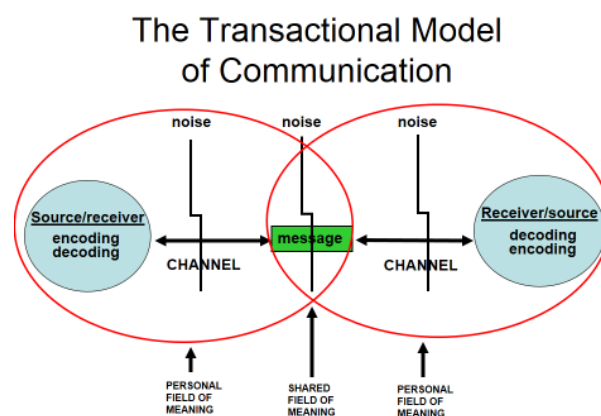 The Transactional Model
of Communication
noise
noise
noise
Source/receiver
encoding
decoding
message
Receiver/source
decoding
encoding
CHANNEL
CHANNEL
PERSONAL
FIELD OF
MEANING
SHARED
FIELD OF
MEANING
PERSONAL
FIELD OF
MEANING